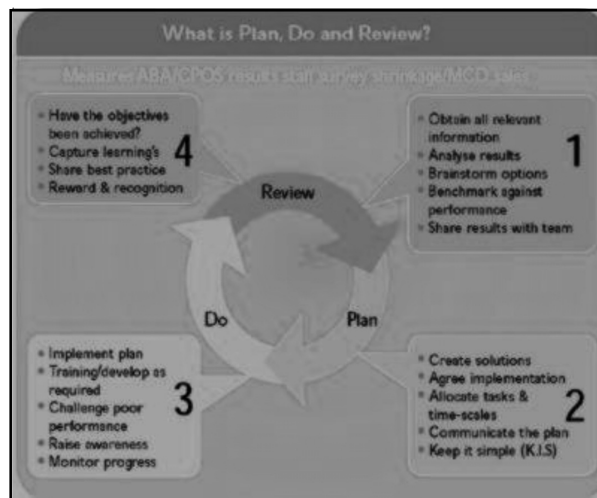 What is Plan, Do and Review?
Measures ABA/CPOS results staff survey shrinkage/MCD sales
• Have the objectives
been achieved?
• Capture learning's
• Share best practice
• Reward & recognition
4
• Obtain all relevant
information
• Analyse results
• Brainstorm options
• Benchmark against
performance
• Share results with team
1
Review
Do
Plan
• Implement plan
• Training/develop as
required
• Challenge poor
performance
• Raise awareness
• Monitor progress
3
• Create solutions
• Agree implementation
• Allocate tasks &
time-scales
• Communicate the plan
• Keep it simple (K.I.S)
2